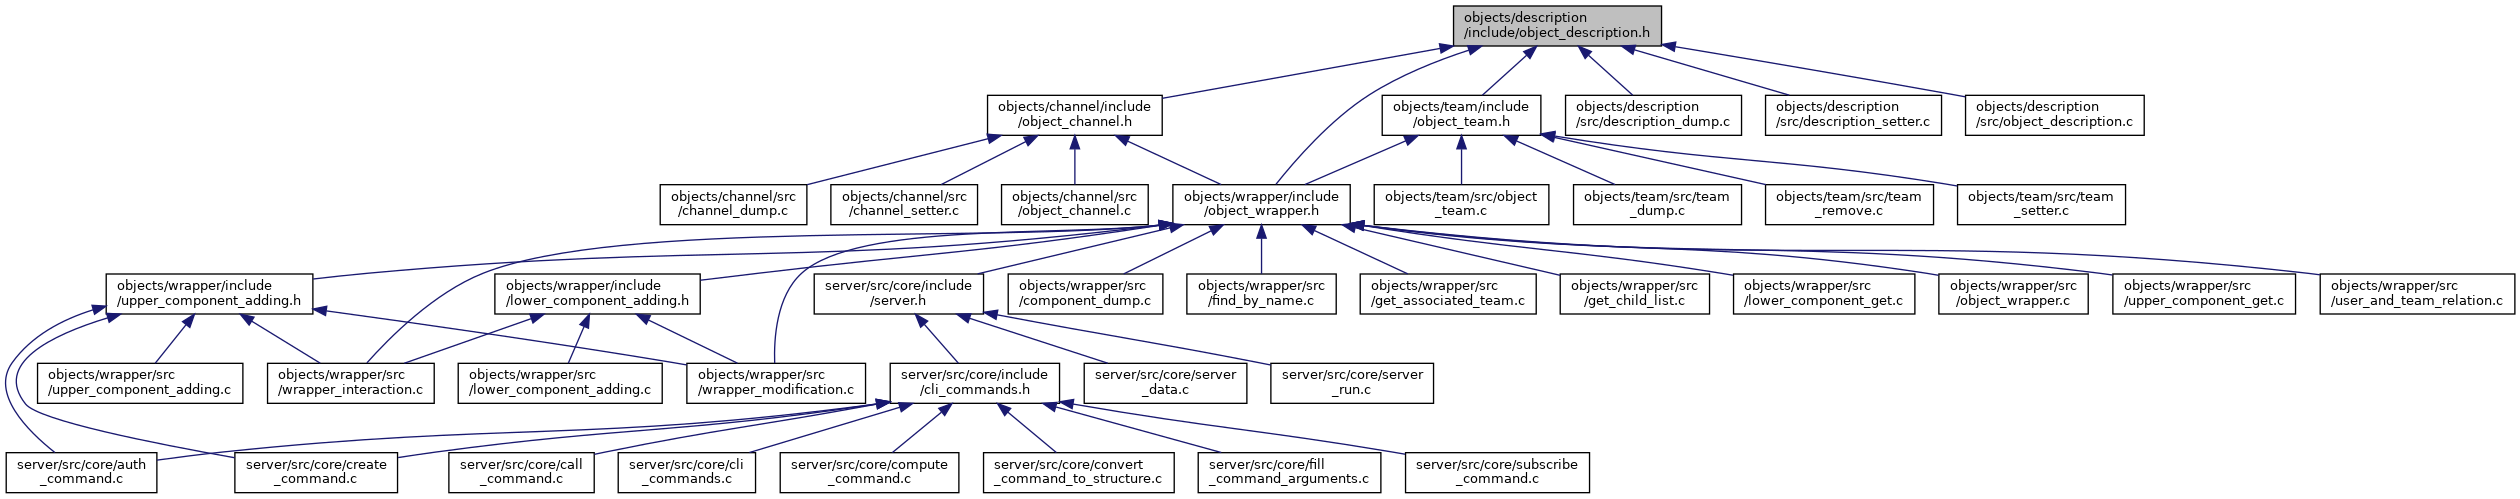 objects/description
/include/object_description.h
objects/channel/include
/object_channel.h
objects/team/include
/object_team.h
objects/description
/src/description_dump.c
objects/description
/src/description_setter.c
objects/description
/src/object_description.c
objects/channel/src
/channel_dump.c
objects/channel/src
/channel_setter.c
objects/channel/src
/object_channel.c
objects/wrapper/include
/object_wrapper.h
objects/team/src/object
_team.c
objects/team/src/team
_dump.c
objects/team/src/team
_remove.c
objects/team/src/team
_setter.c
objects/wrapper/include
/upper_component_adding.h
objects/wrapper/include
/lower_component_adding.h
server/src/core/include
/server.h
objects/wrapper/src
/component_dump.c
objects/wrapper/src
/find_by_name.c
objects/wrapper/src
/get_associated_team.c
objects/wrapper/src
/get_child_list.c
objects/wrapper/src
/lower_component_get.c
objects/wrapper/src
/object_wrapper.c
objects/wrapper/src
/upper_component_get.c
objects/wrapper/src
/user_and_team_relation.c
objects/wrapper/src
/upper_component_adding.c
objects/wrapper/src
/wrapper_interaction.c
objects/wrapper/src
/lower_component_adding.c
objects/wrapper/src
/wrapper_modification.c
server/src/core/include
/cli_commands.h
server/src/core/server
_data.c
server/src/core/server
_run.c
server/src/core/auth
_command.c
server/src/core/create
_command.c
server/src/core/call
_command.c
server/src/core/cli
_commands.c
server/src/core/compute
_command.c
server/src/core/convert
_command_to_structure.c
server/src/core/fill
_command_arguments.c
server/src/core/subscribe
_command.c